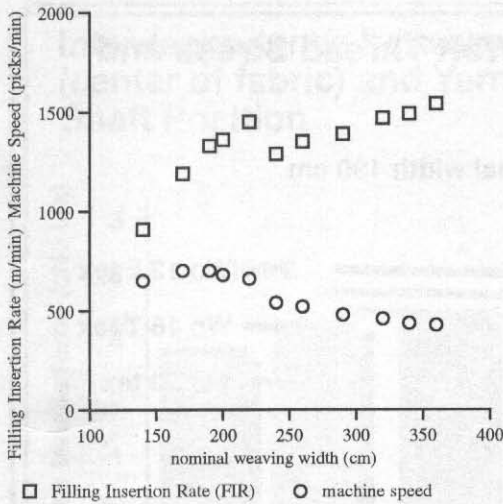 Filling Insertion Rate (m/min) Machine Speed (picks/min)
2000
1500
1000
500
0
100 150 200 250 300 350 400
nominal weaving width (cm)
Filling Insertion Rate (FIR) machine speed